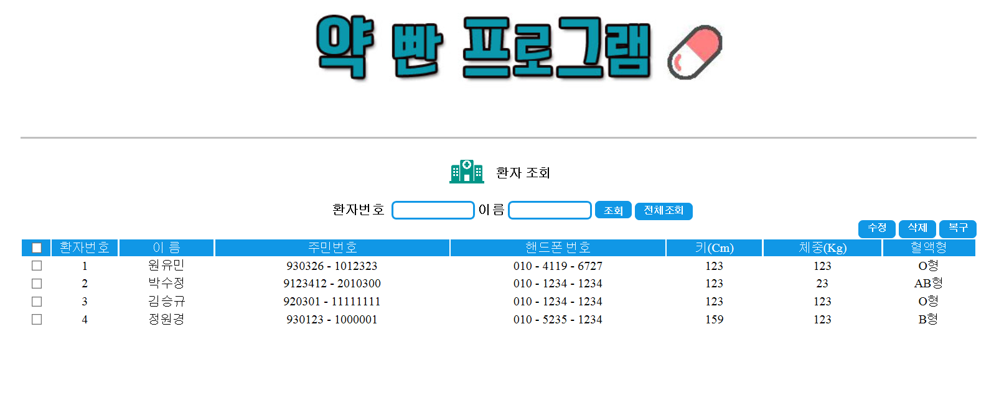 약 빤 프로그램
환자 조회
환자번호 이름 조회 전체조회
수정 삭제 복구
환자번호 이 름 주민번호 핸드폰 번호 키(Cm) 체중(Kg) 혈액형
1 원유민 930326 - 1012323 010 - 4119 - 6727 123 123 O형
2 박수정 9123412 - 2010300 010 - 1234 - 1234 123 23 AB형
3 김승규 920301 - 11111111 010 - 1234 - 1234 123 123 O형
4 정원경 930123 - 1000001 010 - 5235 - 1234 159 123 B형